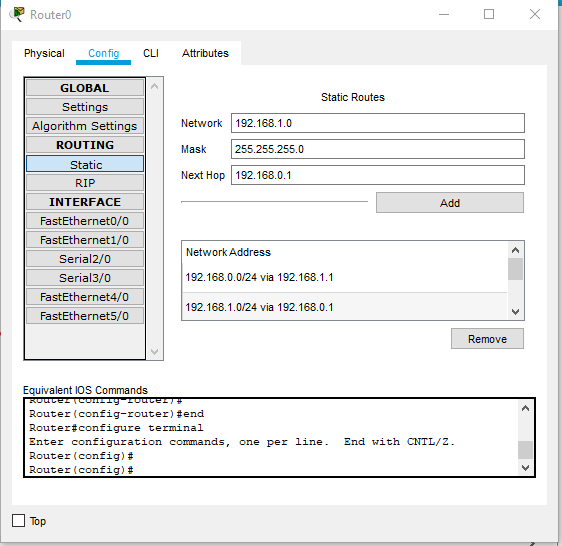 Router0
Physical Config CLI Attributes
GLOBAL
Settings
Algorithm Settings
ROUTING
Static
RIP
INTERFACE
FastEthernet0/0
FastEthernet1/0
Serial2/0
Serial3/0
FastEthernet4/0
FastEthernet5/0
Static Routes
Network 192.168.1.0
Mask 255.255.255.0
Next Hop 192.168.0.1
Add
Network Address
192.168.0.0/24 via 192.168.1.1
192.168.1.0/24 via 192.168.0.1
Remove
Equivalent IOS Commands
Router(config-router)#
Router(config-router)#end
Router#configure terminal
Enter configuration commands, one per line.  End with CNTL/Z.
Router(config)#
Router(config)#
Top